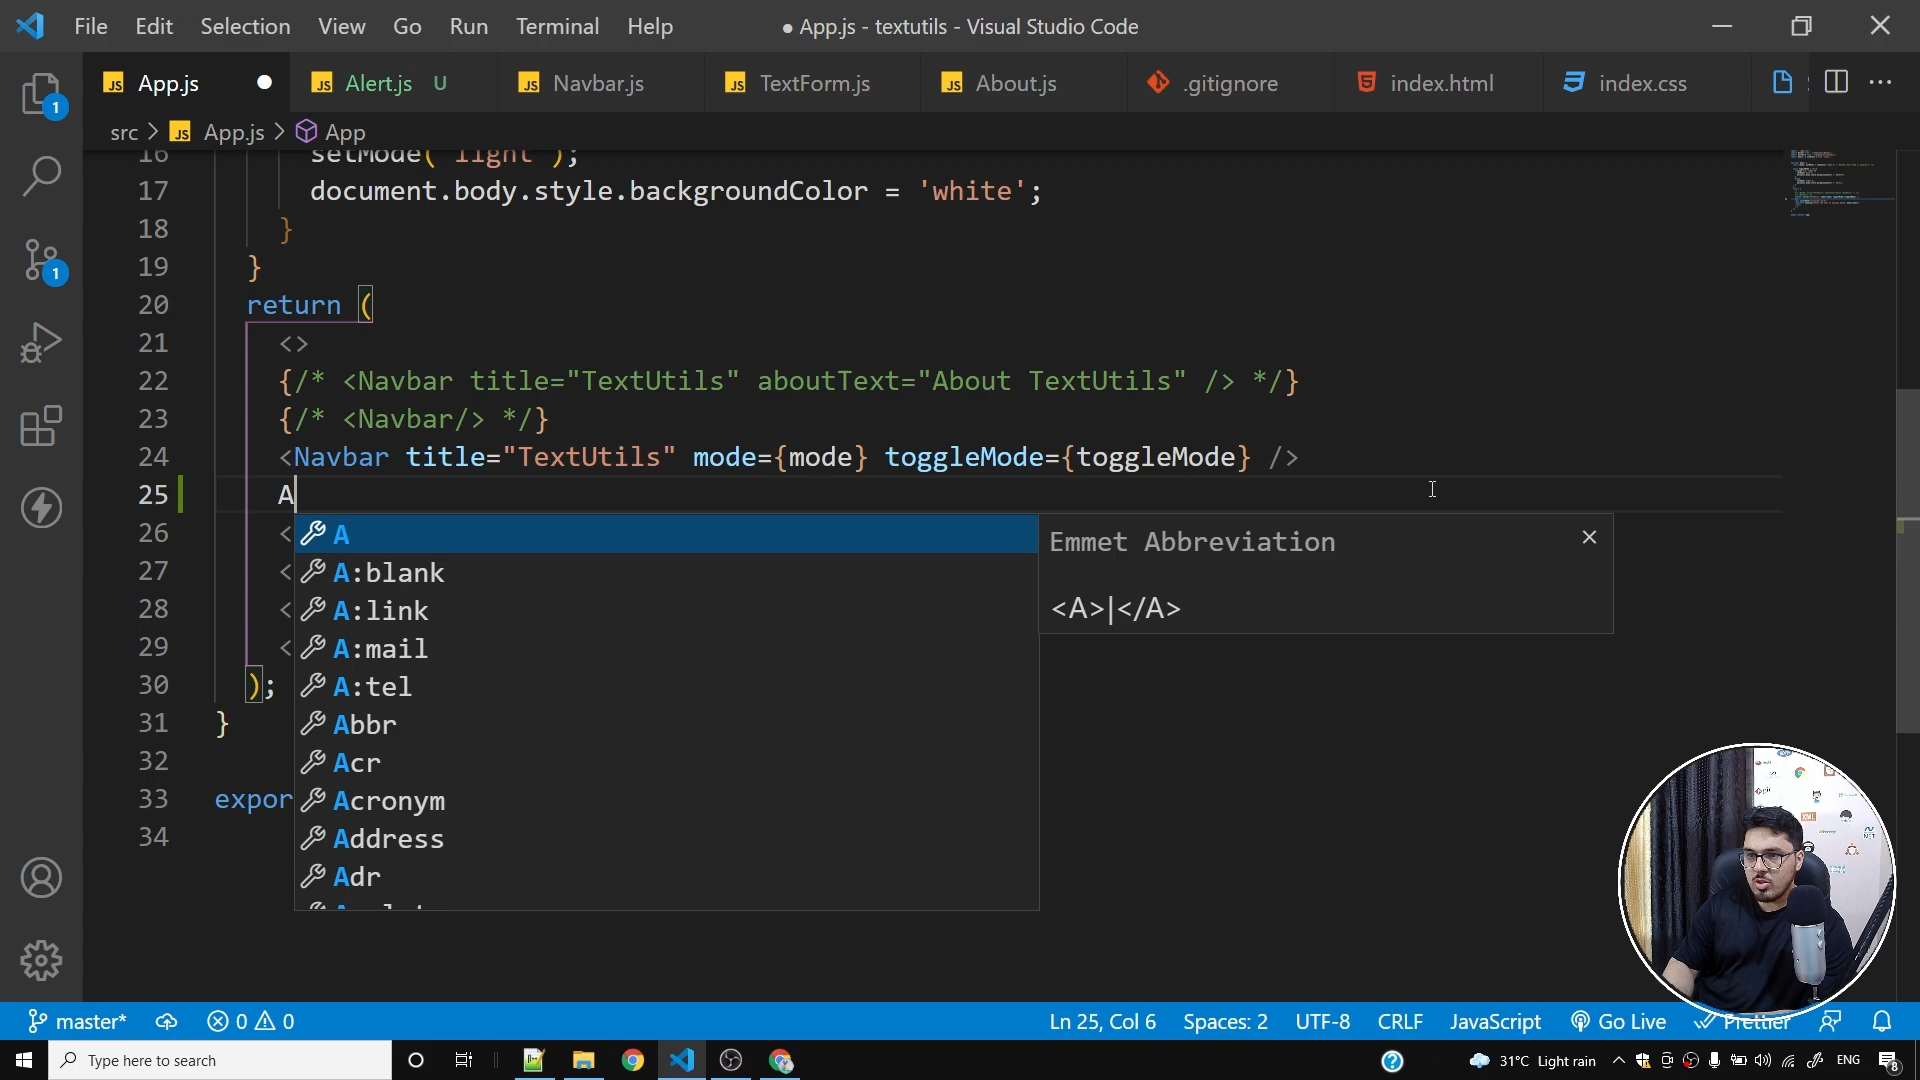 File Edit Selection View Go Run Terminal Help ● App.js - textutils - Visual Studio Code
JS App.js JS Alert.js U JS Navbar.js JS TextForm.js JS About.js .gitignore index.html index.css
src > JS App.js > App
16 setMode('light');
17 document.body.style.backgroundColor = 'white';
18 }
19 }
20 return (
21 <>
22 {/* <Navbar title="TextUtils" aboutText="About TextUtils" /> */}
23 {/* <Navbar/> */}
24 <Navbar title="TextUtils" mode={mode} toggleMode={toggleMode} />
25 A
26 <
27 <
28 <
29 <
30 );
31 }
32
33 expor
34
A
A:blank
A:link
A:mail
A:tel
Abbr
Acr
Acronym
Address
Adr
Emmet Abbreviation
<A>|</A>
1
1
master* 0 0 Ln 25, Col 6 Spaces: 2 UTF-8 CRLF JavaScript Go Live Prettier
Type here to search 31°C Light rain ENG 8